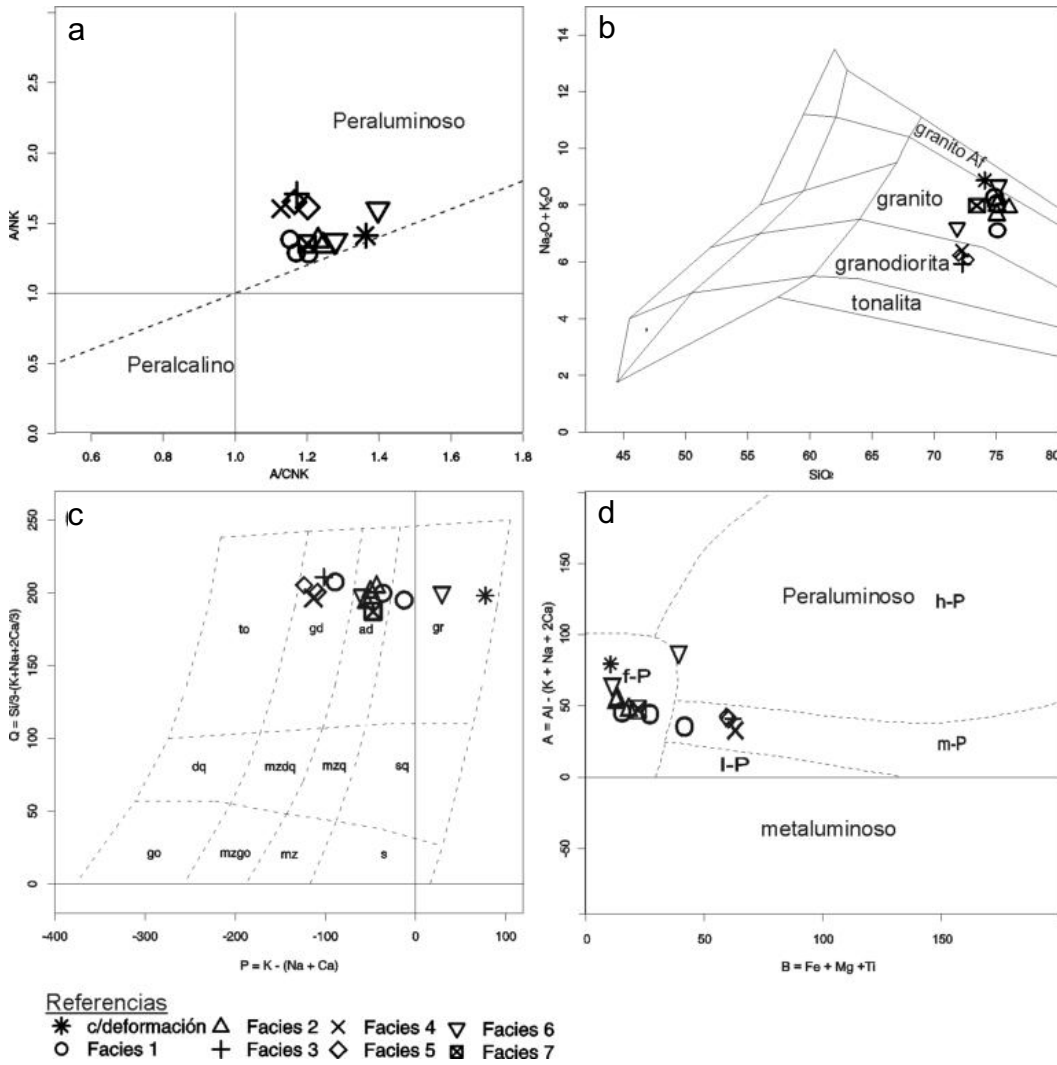 a
A/NK
2.5
2.0
1.5
1.0
0.5
0.0
Peraluminoso
Peralcalino
0.6 0.8 1.0 1.2 1.4 1.6 1.8
A/CNK
b
Na2O + K2O
14
12
10
8
6
4
2
0
granito Af
granito
granodiorita
tonalita
45 50 55 60 65 70 75 80
SiO2
c
Q = Si/3-(K+Na+2Ca/3)
250
200
150
100
50
0
to gd ad gr
dq mzdq mzq sq
go mzgo mz s
-400 -300 -200 -100 0 100
P = K - (Na + Ca)
d
A = Al - (K + Na + 2Ca)
150
100
50
0
-50
Peraluminoso
h-P
f-P
m-P
l-P
metaluminoso
0 50 100 150
B = Fe + Mg +Ti
Referencias
c/deformación Facies 2 Facies 4 Facies 6
Facies 1 Facies 3 Facies 5 Facies 7